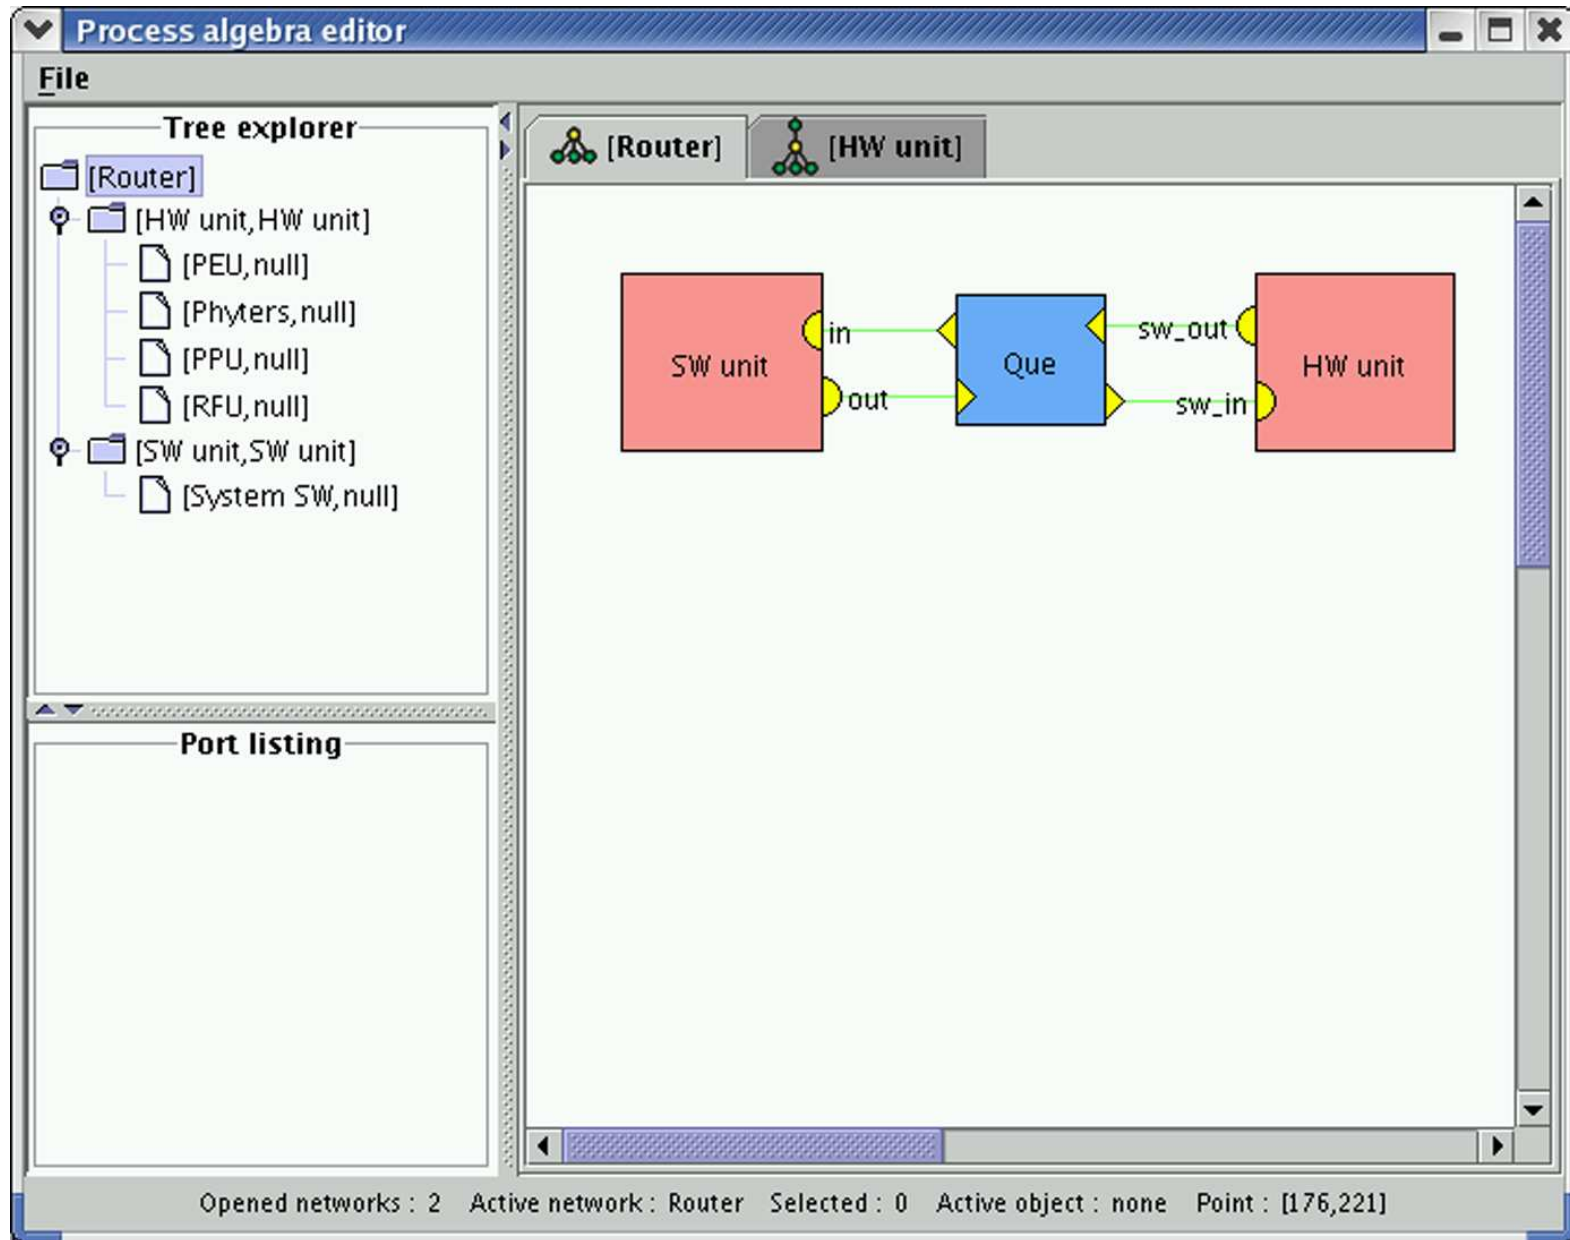 Process algebra editor
File
Tree explorer
[Router]
[HW unit,HW unit]
[PEU,null]
[Phyters,null]
[PPU,null]
[RFU,null]
[SW unit,SW unit]
[System SW,null]
Port listing
[Router]
[HW unit]
SW unit
in
out
Que
sw_out
sw_in
HW unit
Opened networks : 2 Active network : Router Selected : 0 Active object : none Point : [176,221]